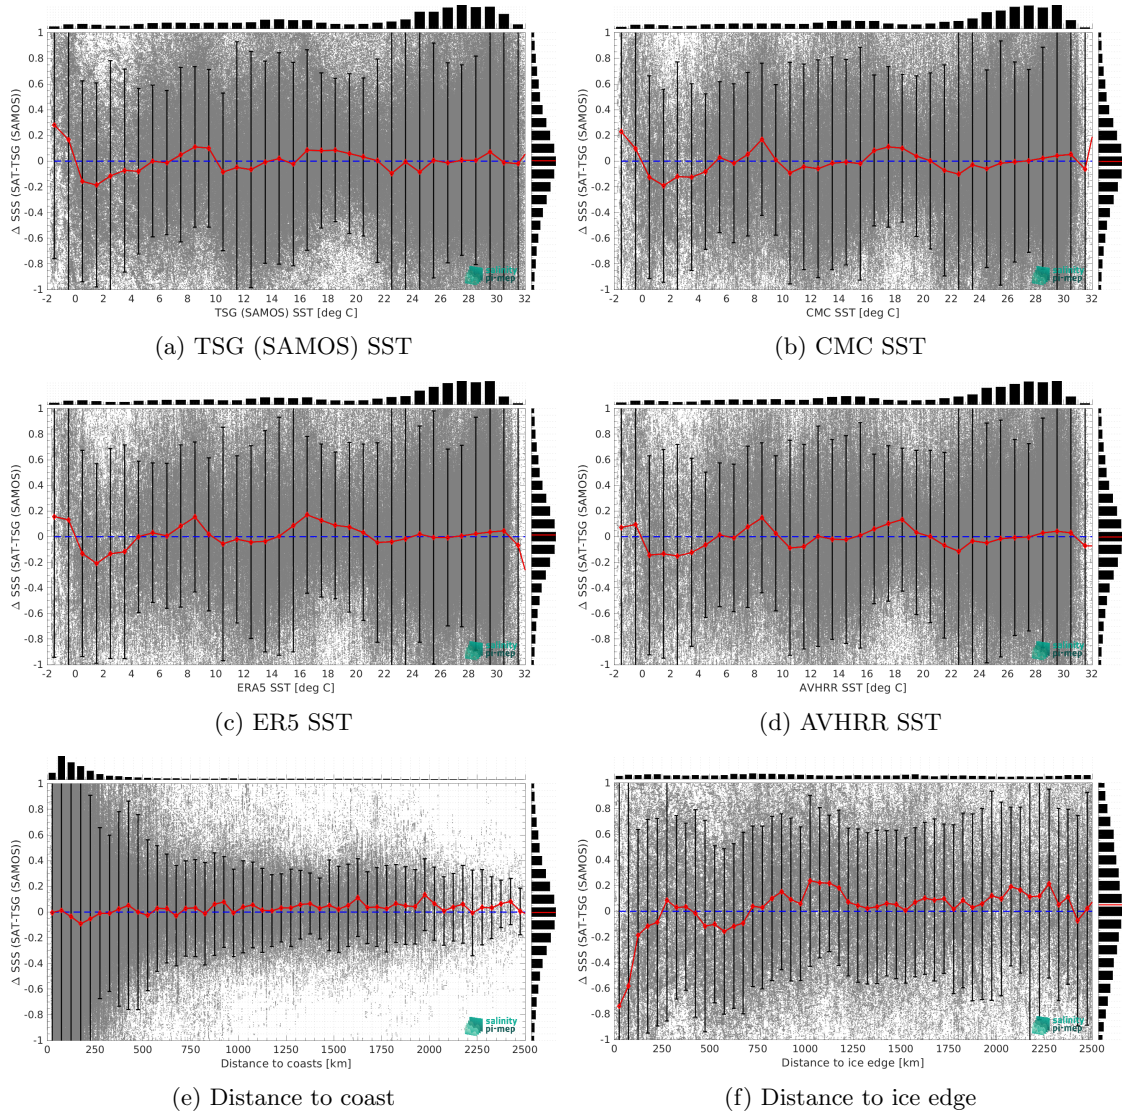 1
0.8
0.6
0.4
0.2
0
-0.2
-0.4
-0.6
-0.8
-1
Δ SSS (SAT-TSG (SAMOS))
-2 0 2 4 6 8 10 12 14 16 18 20 22 24 26 28 30 32
TSG (SAMOS) SST [deg C]
salinity
pi-mep
(a) TSG (SAMOS) SST
1
0.8
0.6
0.4
0.2
0
-0.2
-0.4
-0.6
-0.8
-1
Δ SSS (SAT-TSG (SAMOS))
-2 0 2 4 6 8 10 12 14 16 18 20 22 24 26 28 30 32
CMC SST [deg C]
salinity
pi-mep
(b) CMC SST
1
0.8
0.6
0.4
0.2
0
-0.2
-0.4
-0.6
-0.8
-1
Δ SSS (SAT-TSG (SAMOS))
-2 0 2 4 6 8 10 12 14 16 18 20 22 24 26 28 30 32
ERA5 SST [deg C]
salinity
pi-mep
(c) ER5 SST
1
0.8
0.6
0.4
0.2
0
-0.2
-0.4
-0.6
-0.8
-1
Δ SSS (SAT-TSG (SAMOS))
-2 0 2 4 6 8 10 12 14 16 18 20 22 24 26 28 30 32
AVHRR SST [deg C]
salinity
pi-mep
(d) AVHRR SST
1
0.8
0.6
0.4
0.2
0
-0.2
-0.4
-0.6
-0.8
-1
Δ SSS (SAT-TSG (SAMOS))
0 250 500 750 1000 1250 1500 1750 2000 2250 2500
Distance to coasts [km]
salinity
pi-mep
(e) Distance to coast
1
0.8
0.6
0.4
0.2
0
-0.2
-0.4
-0.6
-0.8
-1
Δ SSS (SAT-TSG (SAMOS))
0 250 500 750 1000 1250 1500 1750 2000 2250 2500
Distance to ice edge [km]
salinity
pi-mep
(f) Distance to ice edge